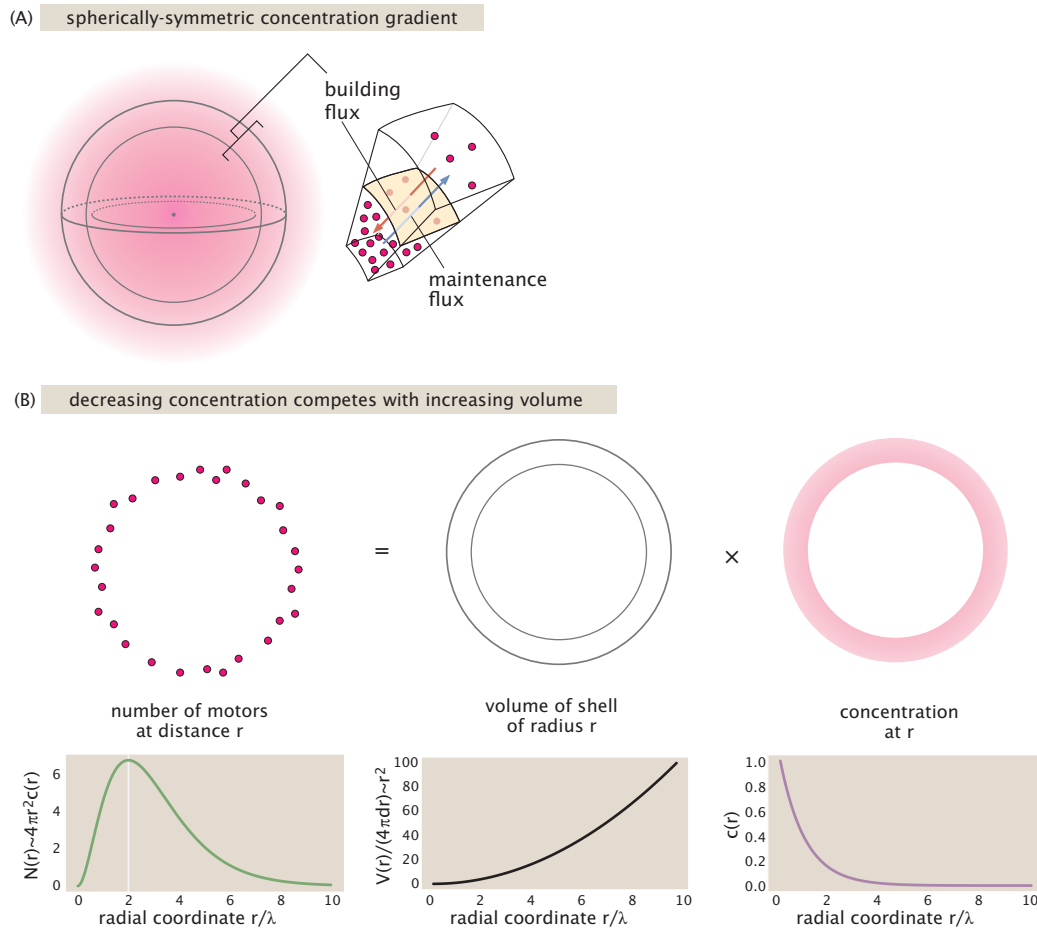 (A) spherically-symmetric concentration gradient
building
flux
maintenance
flux
(B) decreasing concentration competes with increasing volume
=
×
number of motors
at distance r
volume of shell
of radius r
concentration
at r
N(r)~4πr²c(r)
6
4
2
0
0 2 4 6 8 10
radial coordinate r/λ
V(r)/(4πdr)~r²
100
80
60
40
20
0
0 2 4 6 8 10
radial coordinate r/λ
c(r)
1.0
0.8
0.6
0.4
0.2
0.0
0 2 4 6 8 10
radial coordinate r/λ